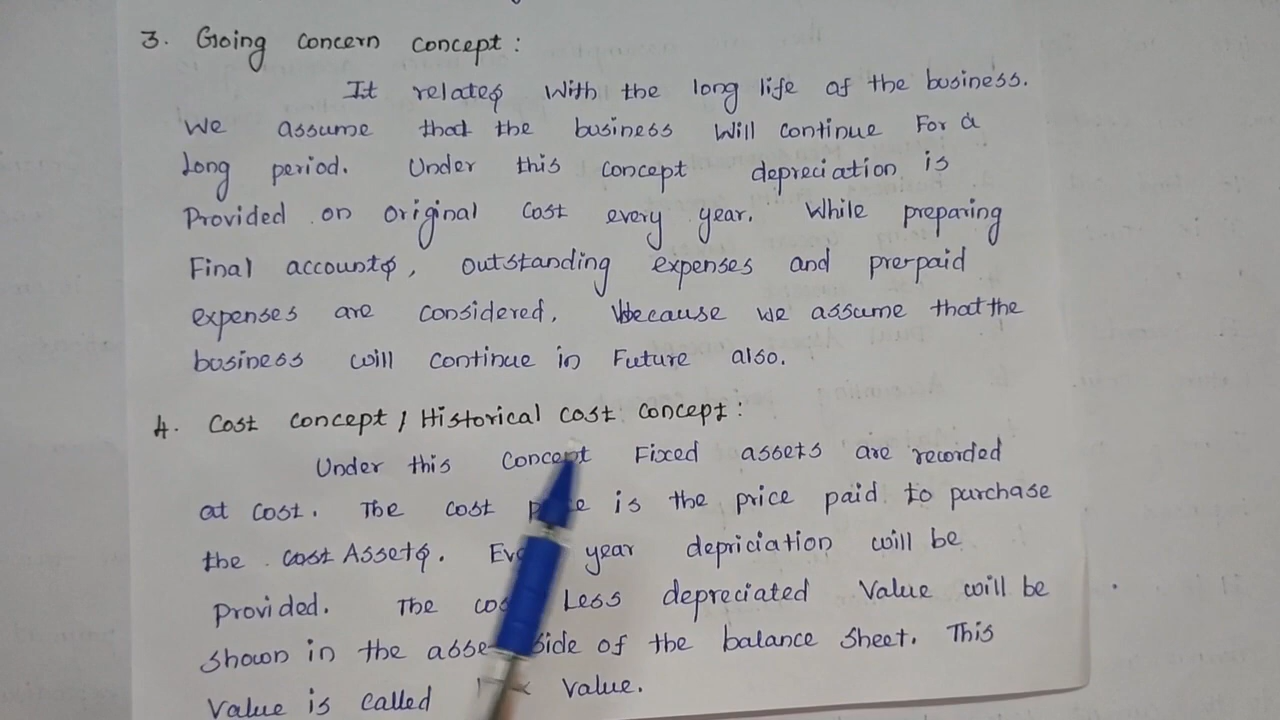 3. Going concern concept:
It relates With the long life of the business.
We assume that the business Will continue For a
Long period. Under this concept depreciation is
Provided on original cost every year. While preparing
Final accounts, outstanding expenses and prepaid
expenses are considered, because we assume that the
business will continue in Future also.
4. Cost concept / Historical cost concept:
Under this concept Fixed assets are recorded
at cost. The cost is the price paid to purchase
the cost Assets. year depriciation will be
provided. The Less depreciated Value will be
shown in the side of the balance sheet. This
value is called value.